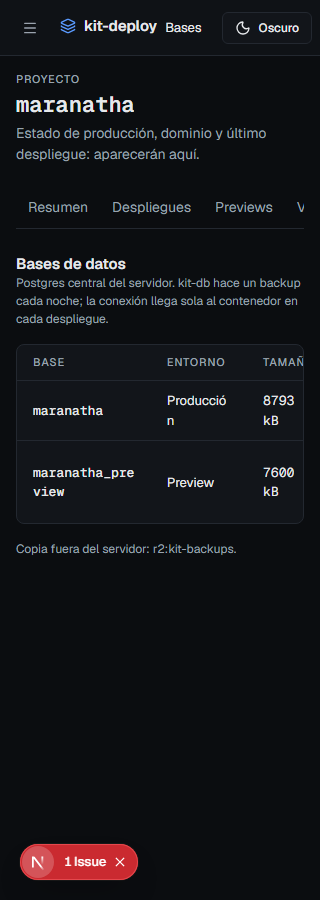 kit-deploy Bases Oscuro
PROYECTO
maranatha
Estado de producción, dominio y último
despliegue: aparecerán aquí.
Resumen Despliegues Previews V
Bases de datos
Postgres central del servidor. kit-db hace un backup
cada noche; la conexión llega sola al contenedor en
cada despliegue.
BASE ENTORNO TAMAÑ
maranatha Producció
n 8793
kB
maranatha_pre
view Preview 7600
kB
Copia fuera del servidor: r2:kit-backups.
N 1 Issue